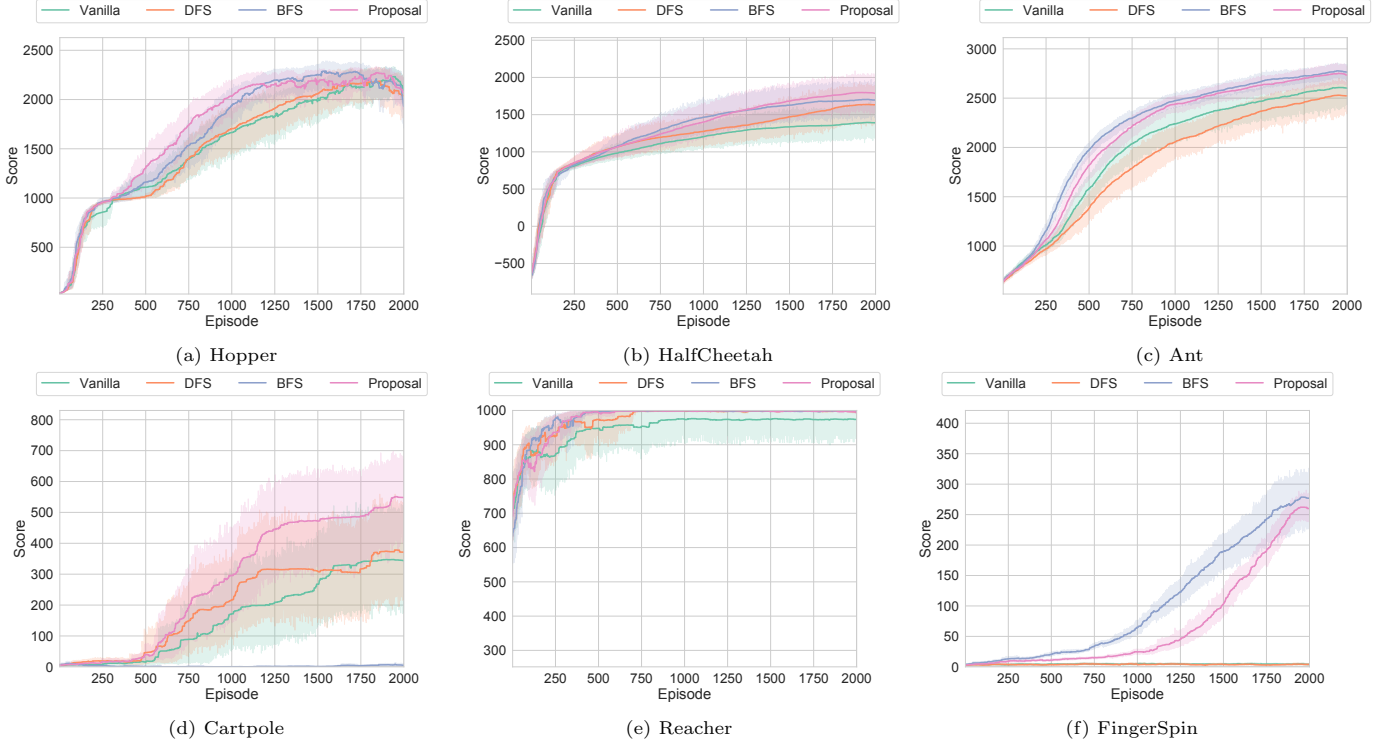 Vanilla DFS BFS Proposal
Score
2500
2000
1500
1000
500
250 500 750 1000 1250 1500 1750 2000
Episode
(a) Hopper
Vanilla DFS BFS Proposal
Score
2500
2000
1500
1000
500
0
−500
250 500 750 1000 1250 1500 1750 2000
Episode
(b) HalfCheetah
Vanilla DFS BFS Proposal
Score
3000
2500
2000
1500
1000
250 500 750 1000 1250 1500 1750 2000
Episode
(c) Ant
Vanilla DFS BFS Proposal
Score
800
700
600
500
400
300
200
100
0
250 500 750 1000 1250 1500 1750 2000
Episode
(d) Cartpole
Vanilla DFS BFS Proposal
Score
1000
900
800
700
600
500
400
300
250 500 750 1000 1250 1500 1750 2000
Episode
(e) Reacher
Vanilla DFS BFS Proposal
Score
400
350
300
250
200
150
100
50
0
250 500 750 1000 1250 1500 1750 2000
Episode
(f) FingerSpin